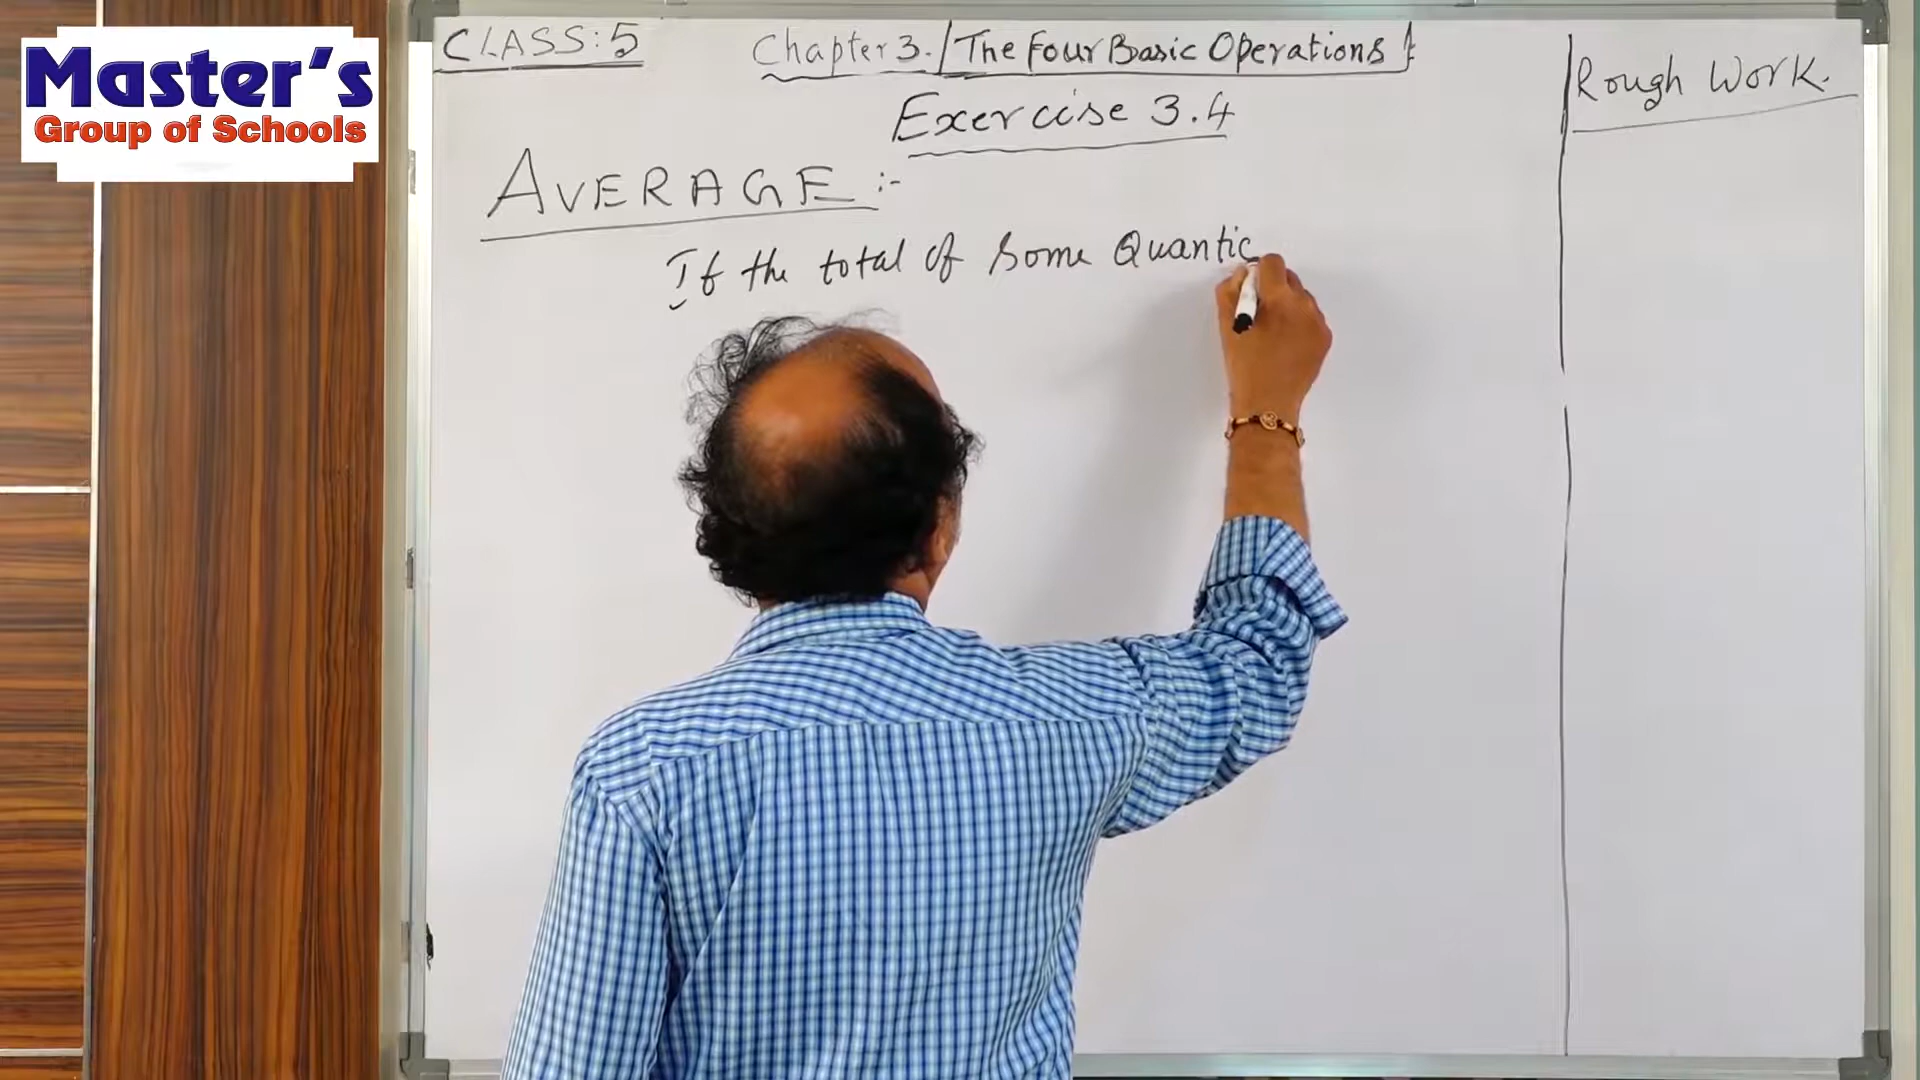 Master's
Group of Schools
CLASS:5
Chapter 3. The Four Basic Operations
Rough Work.
Exercise 3.4
AVERAGE :-
If the total of Some Quantic